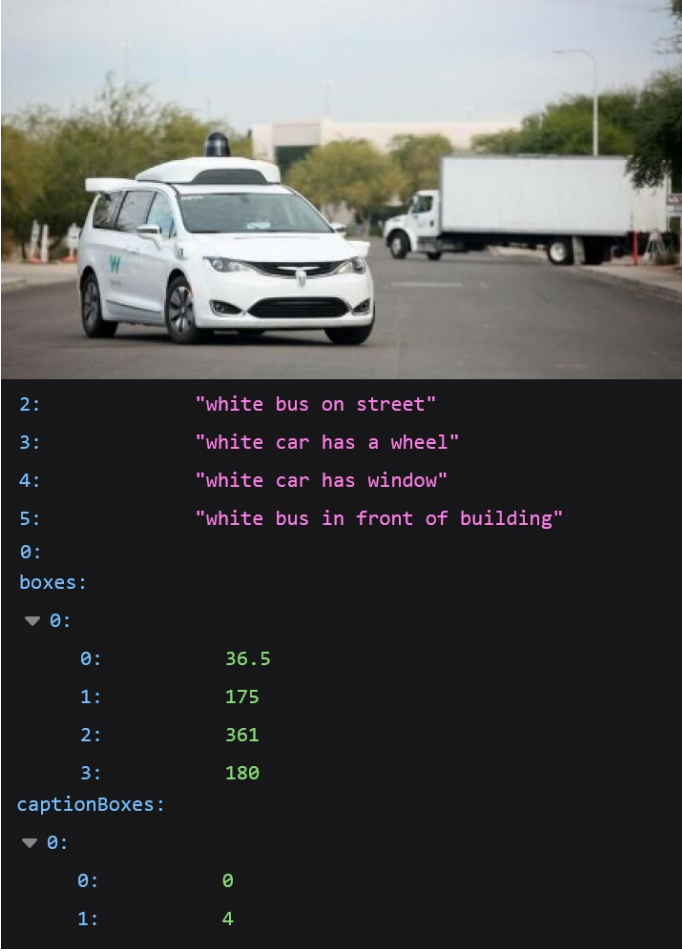 W
2: "white bus on street"
3: "white car has a wheel"
4: "white car has window"
5: "white bus in front of building"
0:
boxes:
0:
0: 36.5
1: 175
2: 361
3: 180
captionBoxes:
0:
0: 0
1: 4